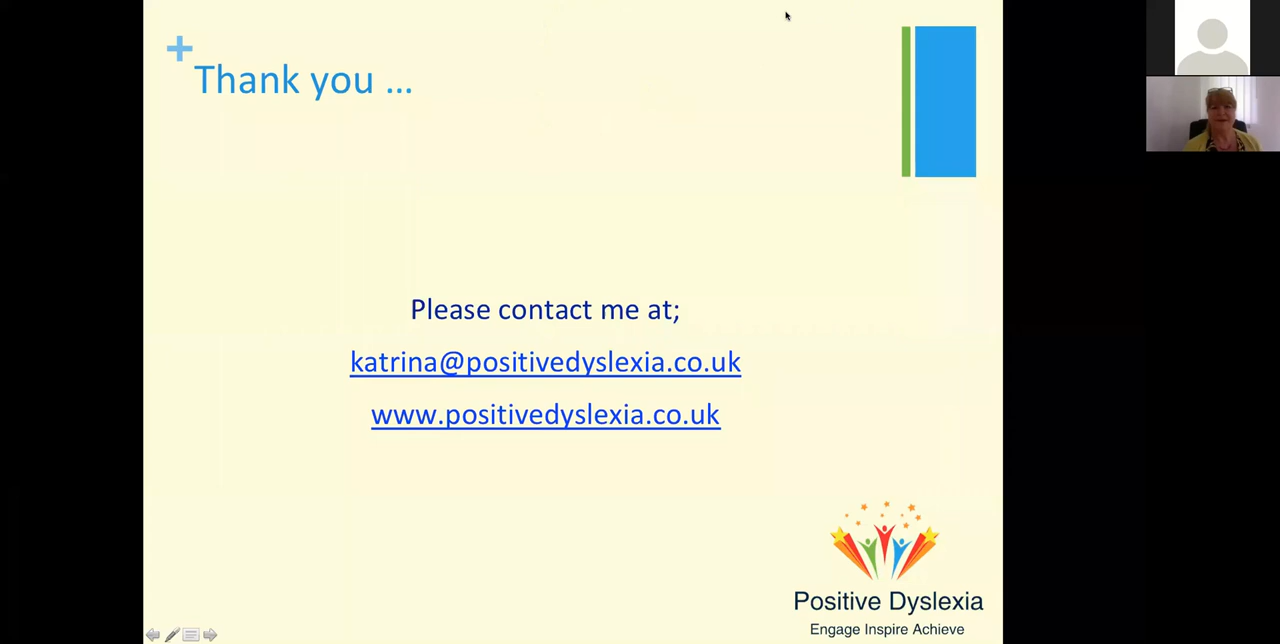 Thank you ...
Please contact me at;
katrina@positivedyslexia.co.uk
www.positivedyslexia.co.uk
Positive Dyslexia
Engage Inspire Achieve